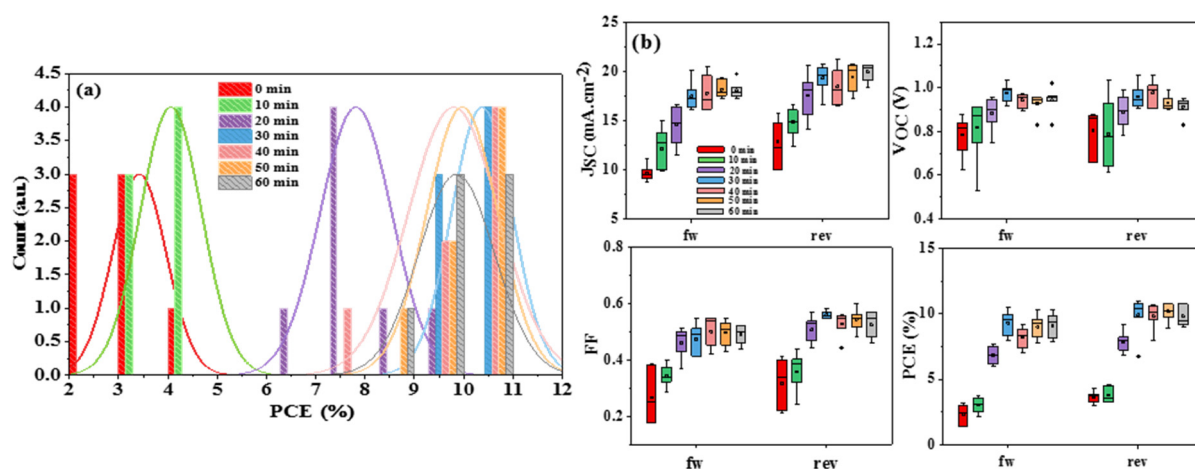 (a)
4.5
4.0
3.5
3.0
2.5
2.0
1.5
1.0
0.5
0.0
Count (a.u.)
0 min
10 min
20 min
30 min
40 min
50 min
60 min
2 3 4 5 6 7 8 9 10 11 12
PCE (%)
(b)
25
20
15
10
5
JSC (mA.cm-2)
0 min
10 min
20 min
30 min
40 min
50 min
60 min
fw rev
1.2
1.0
0.8
0.6
0.4
VOC (V)
fw rev
0.8
0.6
0.4
0.2
FF
fw rev
15
10
5
0
PCE (%)
fw rev